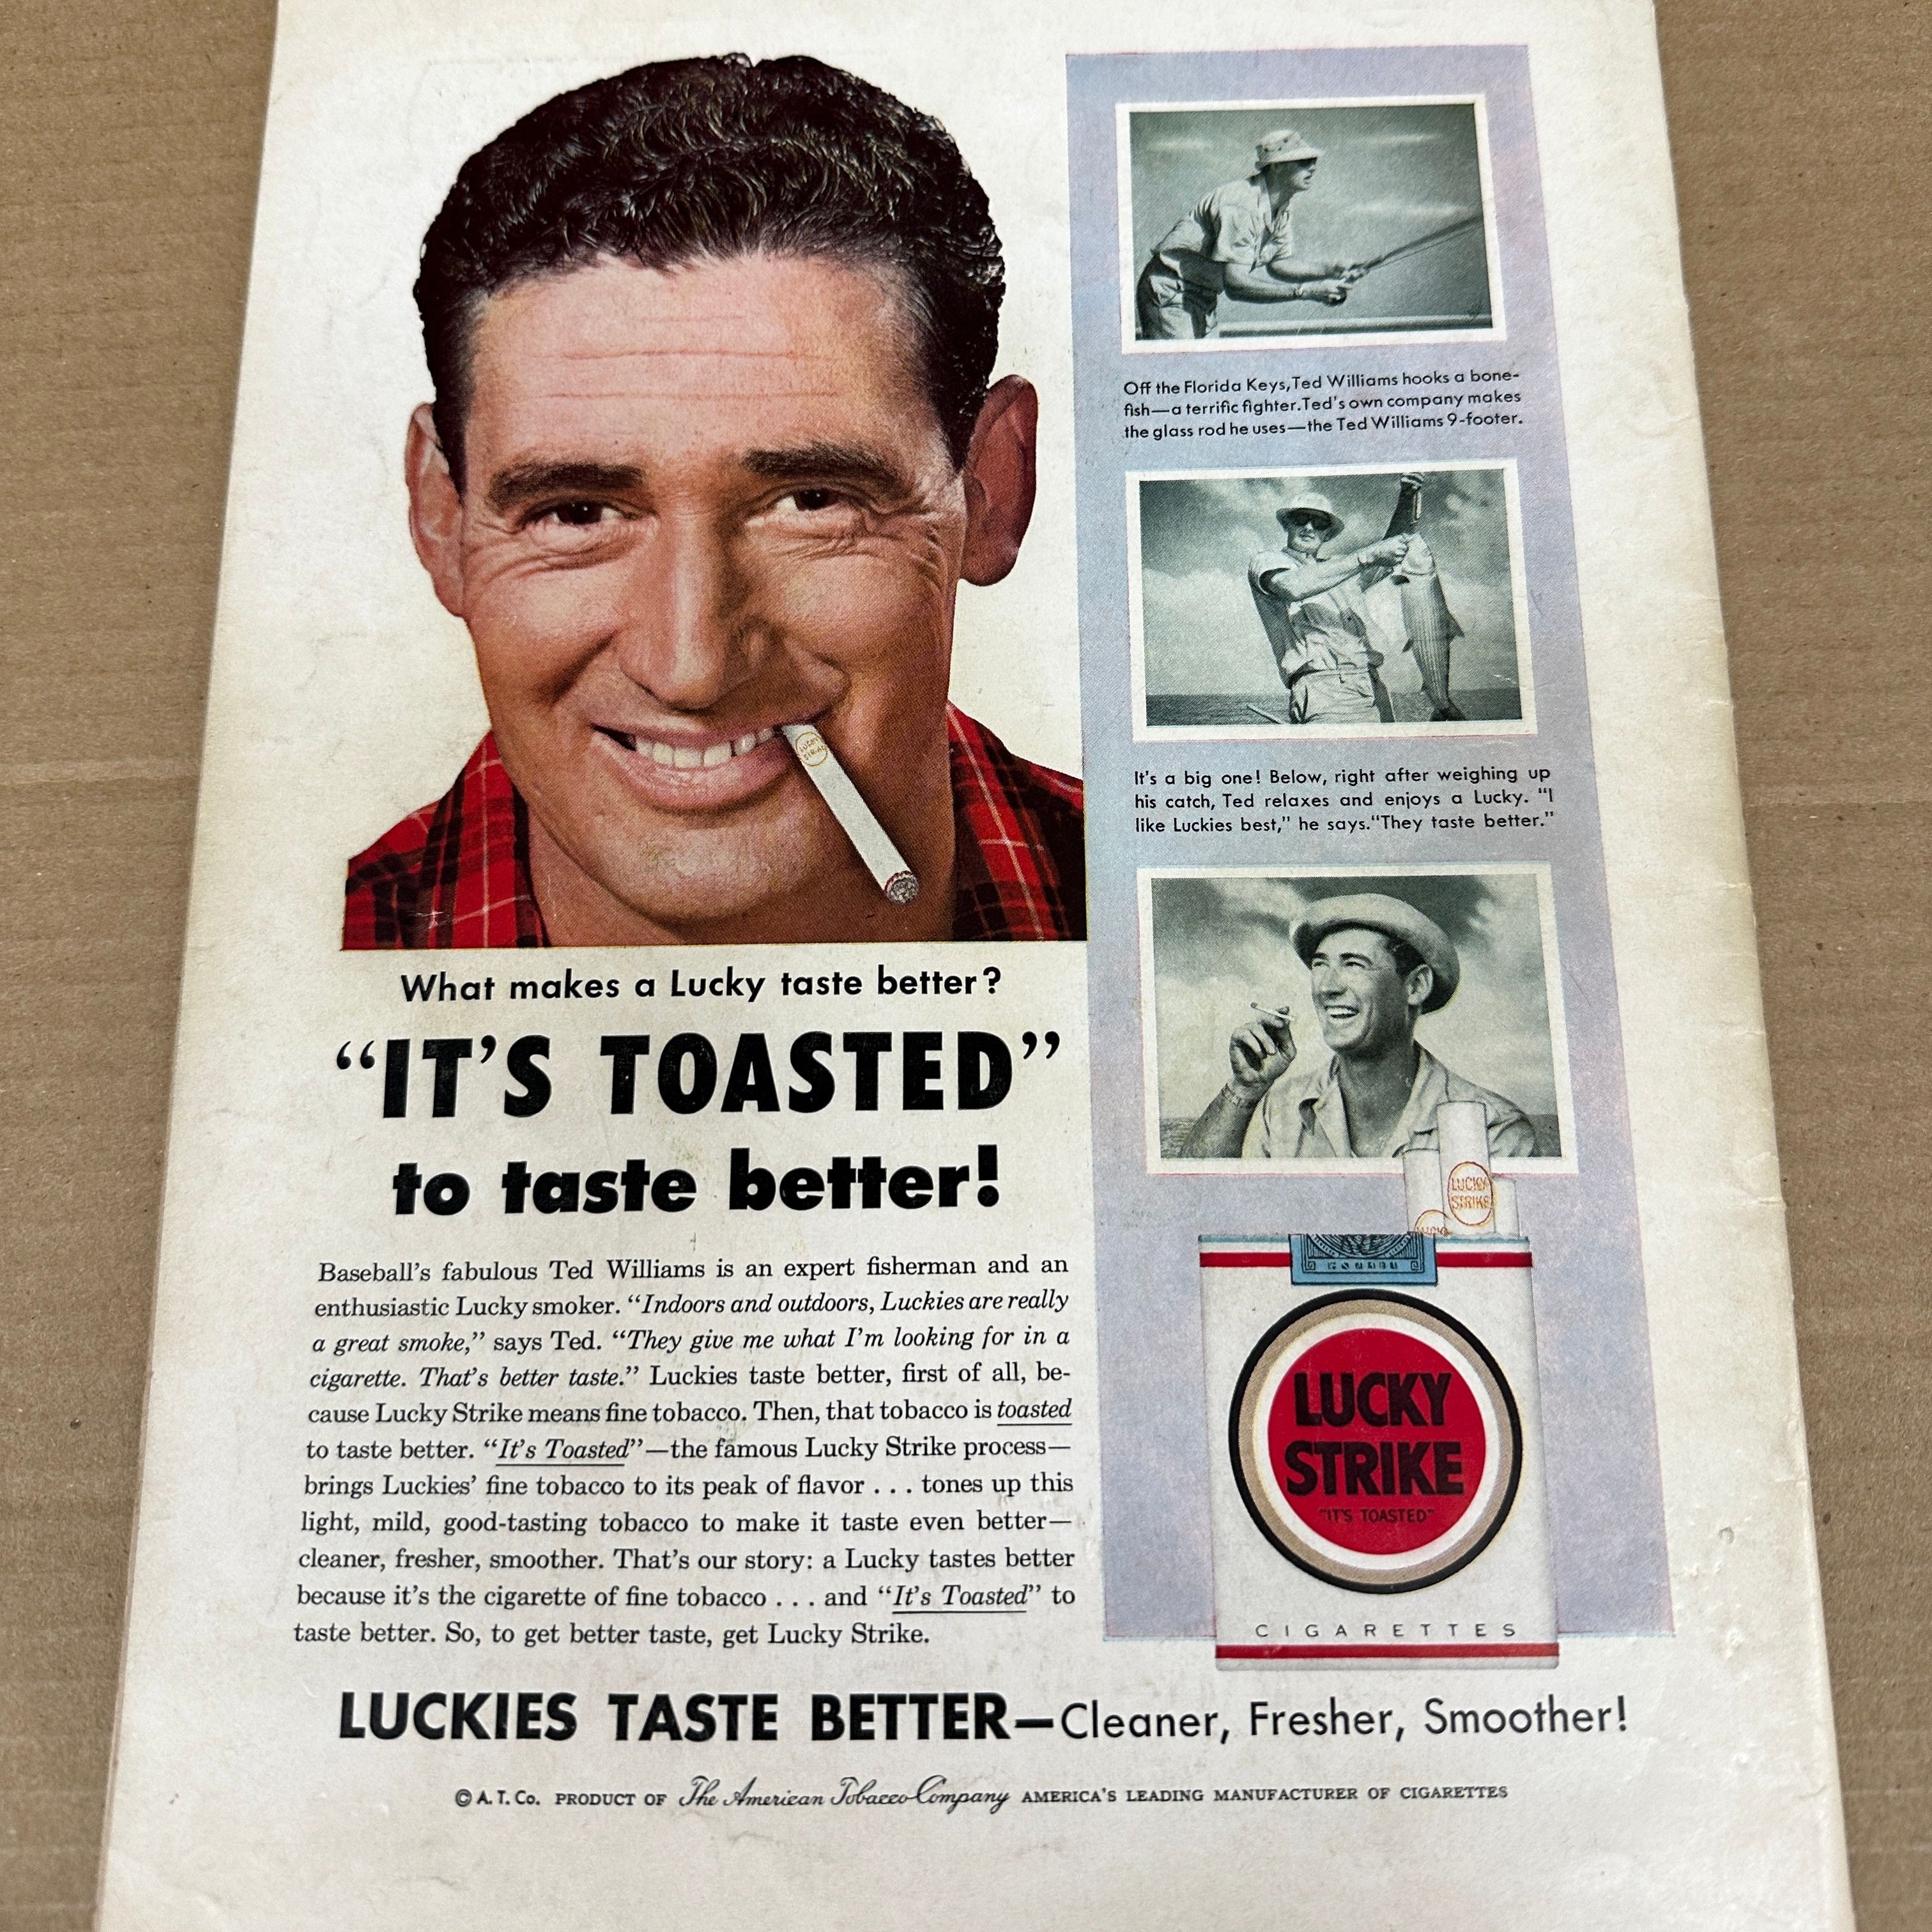 Off the Florida Keys, Ted Williams hooks a bone-
fish—a terrific fighter. Ted's own company makes
the glass rod he uses—the Ted Williams 9-footer.
It's a big one! Below, right after weighing up
his catch, Ted relaxes and enjoys a Lucky. “I
like Luckies best,” he says. “They taste better.”
LUCKY
STRIKE
What makes a Lucky taste better?
“IT'S TOASTED”
to taste better!
Baseball's fabulous Ted Williams is an expert fisherman and an
enthusiastic Lucky smoker. “Indoors and outdoors, Luckies are really
a great smoke,” says Ted. “They give me what I'm looking for in a
cigarette. That's better taste.” Luckies taste better, first of all, be-
cause Lucky Strike means fine tobacco. Then, that tobacco is toasted
to taste better. “It's Toasted”—the famous Lucky Strike process—
brings Luckies' fine tobacco to its peak of flavor . . . tones up this
light, mild, good-tasting tobacco to make it taste even better—
cleaner, fresher, smoother. That's our story: a Lucky tastes better
because it's the cigarette of fine tobacco . . . and “It's Toasted” to
taste better. So, to get better taste, get Lucky Strike.
LUCKY
STRIKE
LUCKY
STRIKE
"IT'S TOASTED"
CIGARETTES
LUCKIES TASTE BETTER—Cleaner, Fresher, Smoother!
© A. T. Co. PRODUCT OF The American Tobacco Company AMERICA'S LEADING MANUFACTURER OF CIGARETTES